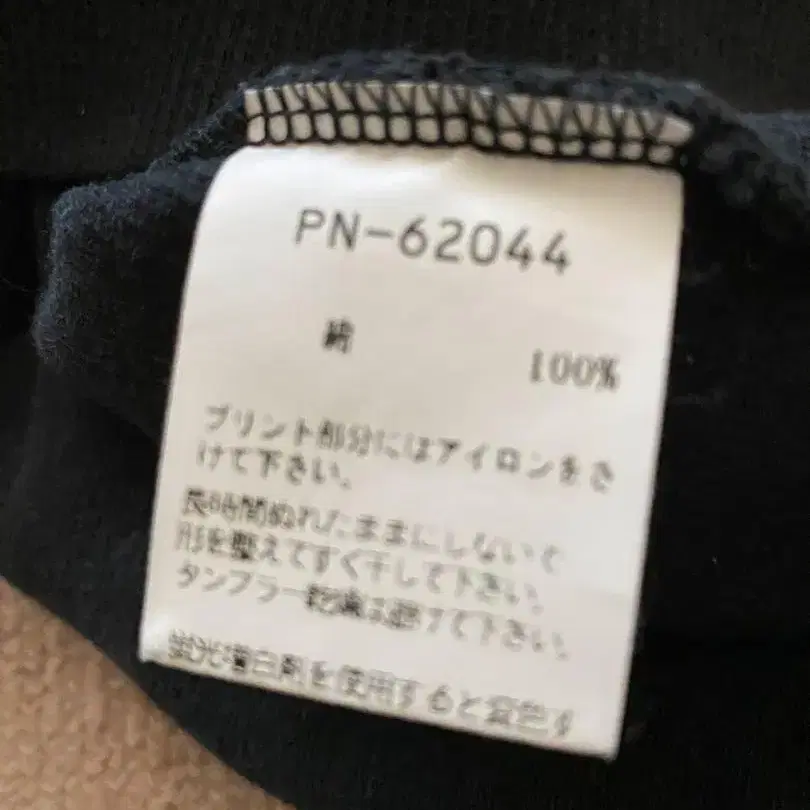 PN-62044
綿 100%
プリント部分にはアイロンをさ
けて下さい。
長時間ぬれたままにしないで
形を整えてすぐ干して下さい。
タンブラー乾燥は避けて下さい。
蛍光増白剤を使用すると変色す